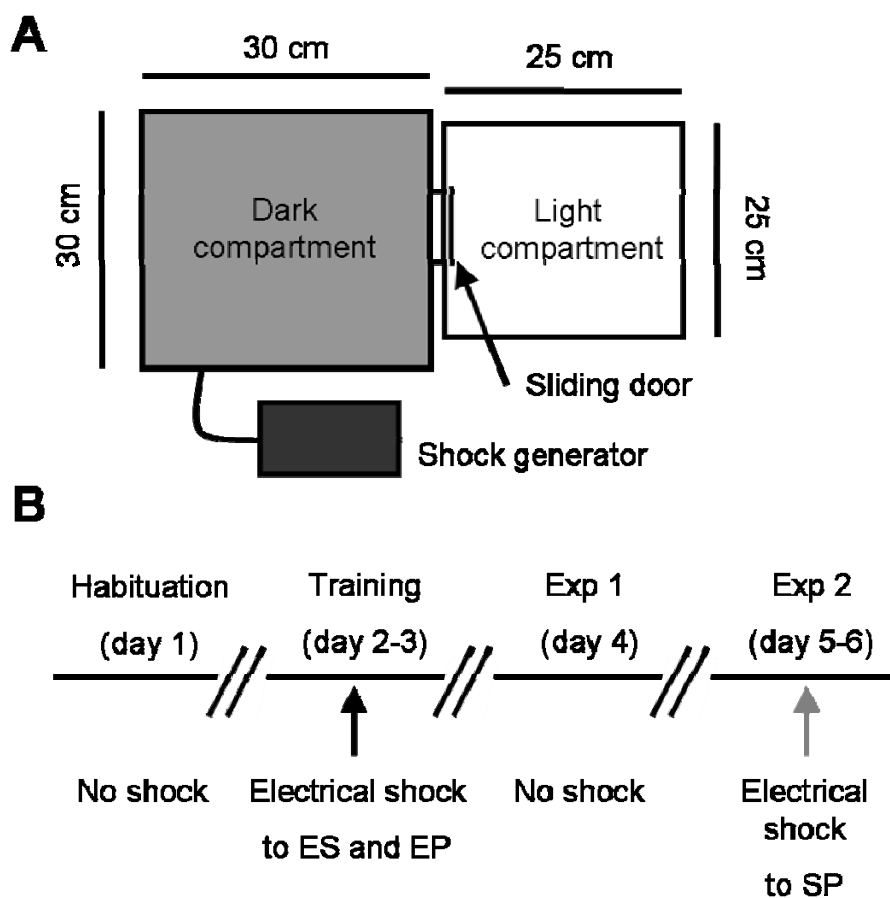 A
30 cm
25 cm
30 cm
Dark
compartment
Light
compartment
25 cm
Sliding door
Shock generator
B
Habituation
(day 1)
Training
(day 2-3)
Exp 1
(day 4)
Exp 2
(day 5-6)
No shock
Electrical shock
to ES and EP
No shock
Electrical
shock
to SP